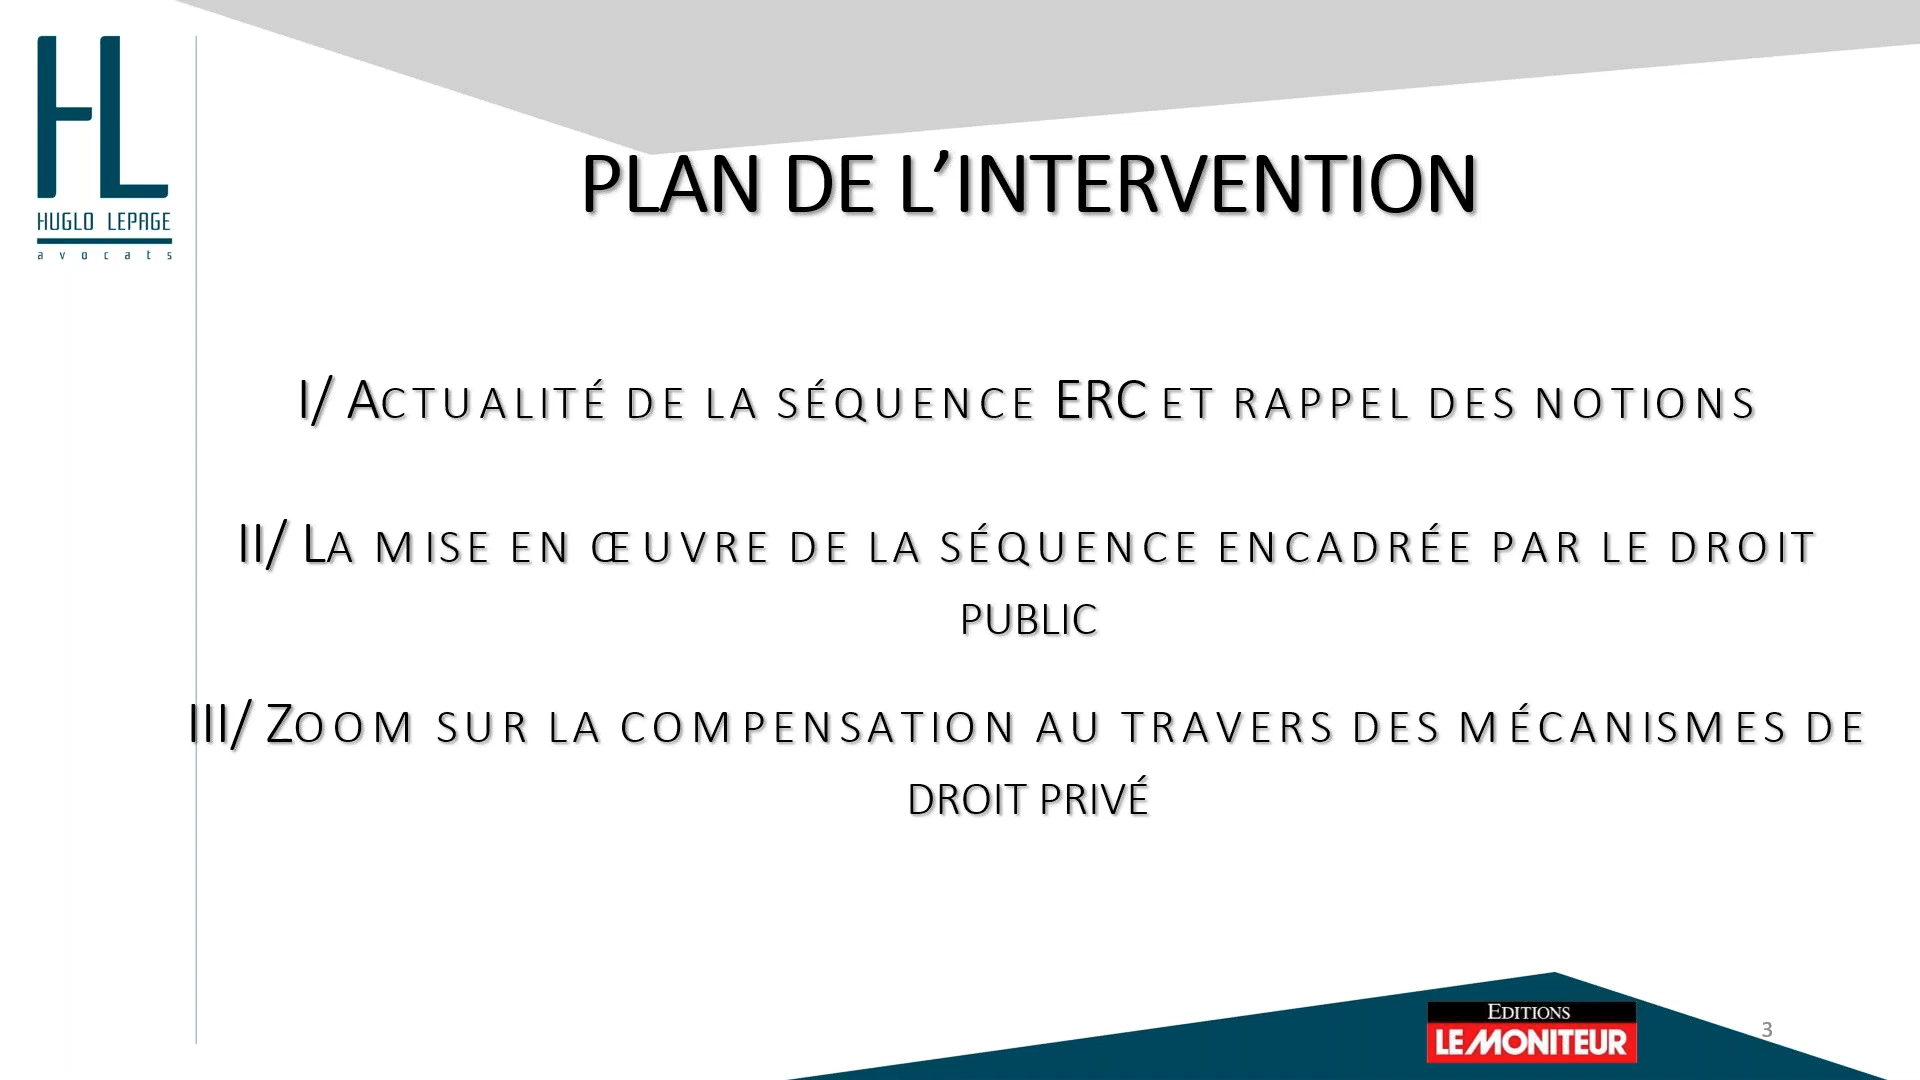 HL
HUGLO LEPAGE
avocats
PLAN DE L’INTERVENTION
I/ ACTUALITÉ DE LA SÉQUENCE ERC ET RAPPEL DES NOTIONS
II/ LA MISE EN ŒUVRE DE LA SÉQUENCE ENCADRÉE PAR LE DROIT
PUBLIC
III/ ZOOM SUR LA COMPENSATION AU TRAVERS DES MÉCANISMES DE
DROIT PRIVÉ
EDITIONS
LE MONITEUR
3